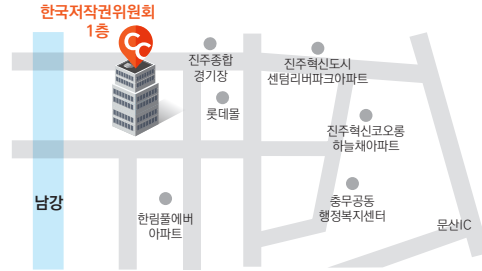 한국저작권위원회
1층
CC
진주종합
경기장
진주혁신도시
센텀리버파크아파트
롯데몰
진주혁신코오롱
하늘채아파트
남강
한림풀에버
아파트
충무공동
행정복지센터
문산IC